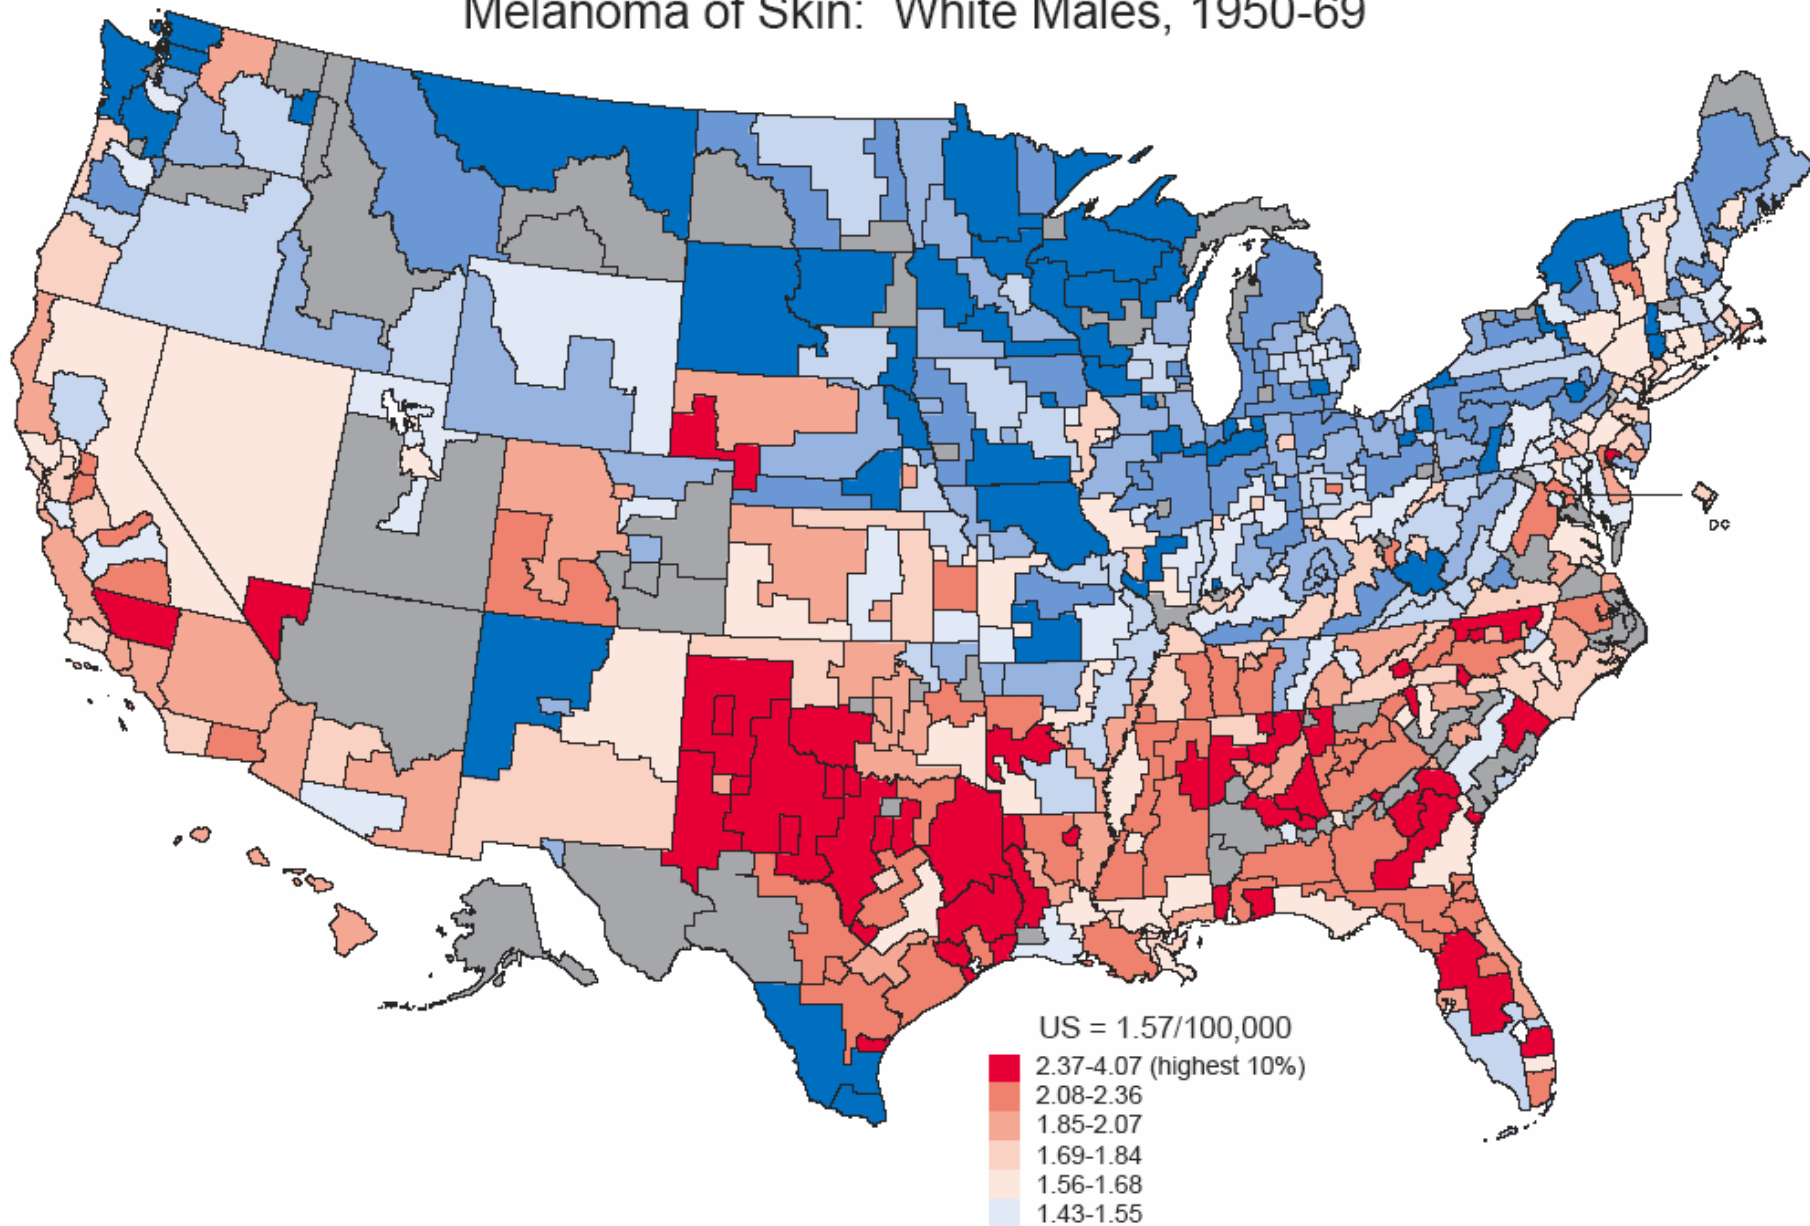 Melanoma of Skin: White Males, 1950-69
DC
US = 1.57/100,000
2.37-4.07 (highest 10%)
2.08-2.36
1.85-2.07
1.69-1.84
1.56-1.68
1.43-1.55